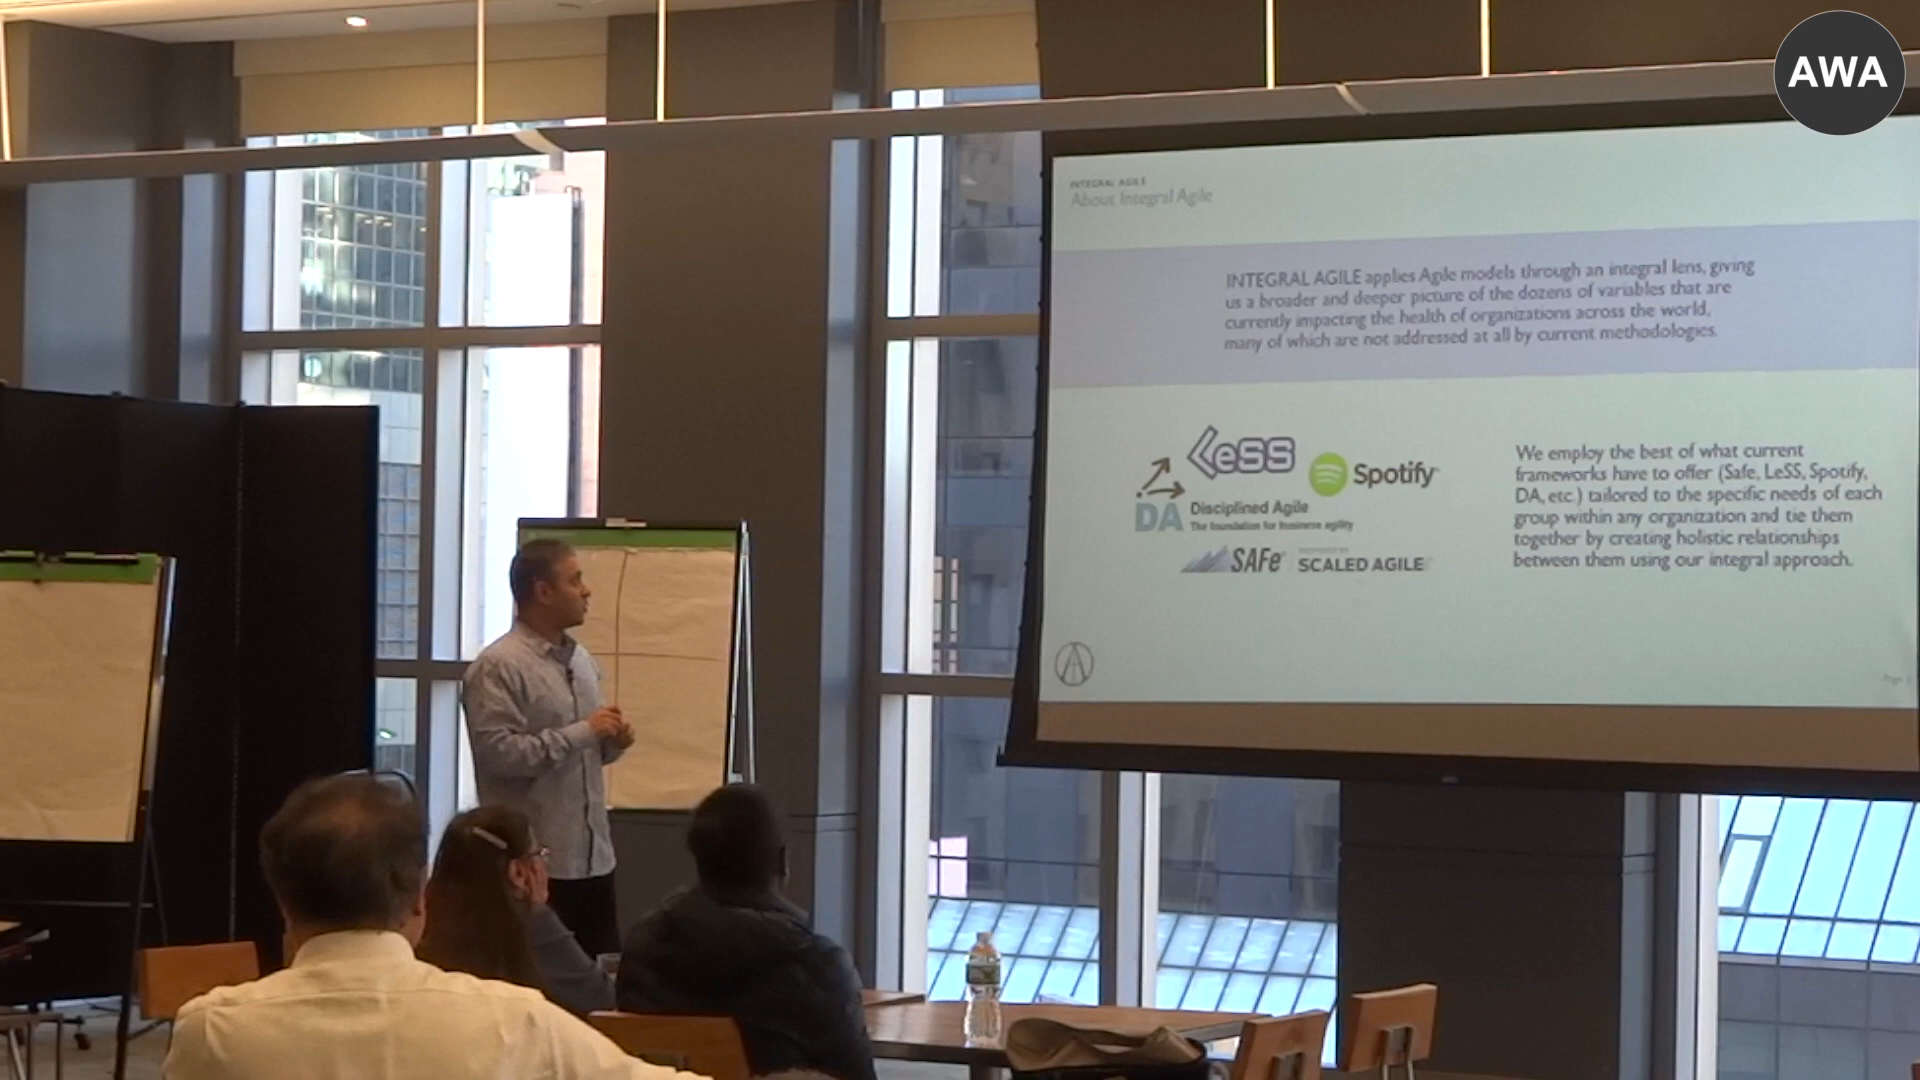 AWA
INTEGRAL AGILE
About Integral Agile
INTEGRAL AGILE applies Agile models through an integral lens, giving
us a broader and deeper picture of the dozens of variables that are
currently impacting the health of organizations across the world,
many of which are not addressed at all by current methodologies.
LeSS
Spotify
DA Disciplined Agile
The foundation for business agility
SAFe SCALED AGILE
We employ the best of what current
frameworks have to offer (Safe, LeSS, Spotify,
DA, etc.) tailored to the specific needs of each
group within any organization and tie them
together by creating holistic relationships
between them using our integral approach.
Page